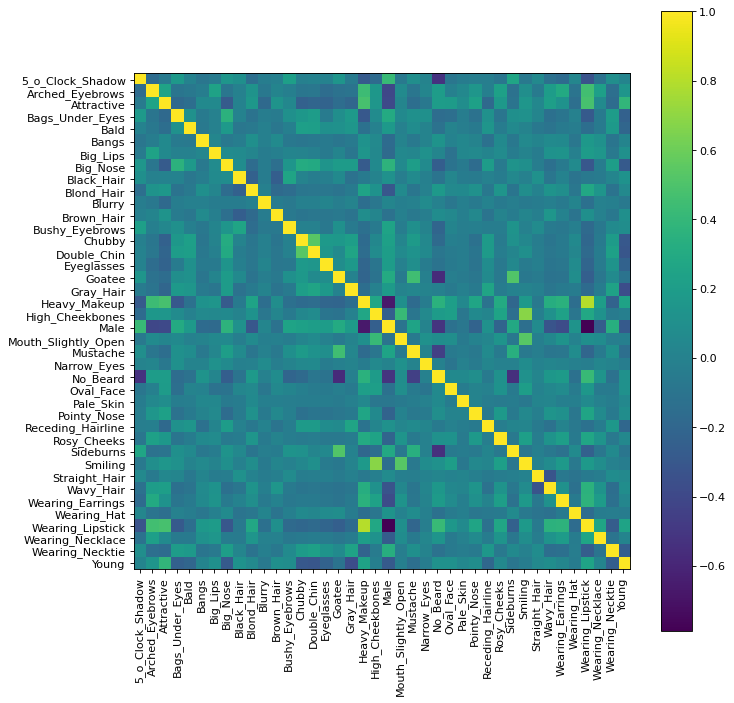 5_o_Clock_Shadow
Arched_Eyebrows
Attractive
Bags_Under_Eyes
Bald
Bangs
Big_Lips
Big_Nose
Black_Hair
Blond_Hair
Blurry
Brown_Hair
Bushy_Eyebrows
Chubby
Double_Chin
Eyeglasses
Goatee
Gray_Hair
Heavy_Makeup
High_Cheekbones
Male
Mouth_Slightly_Open
Mustache
Narrow_Eyes
No_Beard
Oval_Face
Pale_Skin
Pointy_Nose
Receding_Hairline
Rosy_Cheeks
Sideburns
Smiling
Straight_Hair
Wavy_Hair
Wearing_Earrings
Wearing_Hat
Wearing_Lipstick
Wearing_Necklace
Wearing_Necktie
Young
5_o_Clock_Shadow
Arched_Eyebrows
Attractive
Bags_Under_Eyes
Bald
Bangs
Big_Lips
Big_Nose
Black_Hair
Blond_Hair
Blurry
Brown_Hair
Bushy_Eyebrows
Chubby
Double_Chin
Eyeglasses
Goatee
Gray_Hair
Heavy_Makeup
High_Cheekbones
Male
Mouth_Slightly_Open
Mustache
Narrow_Eyes
No_Beard
Oval_Face
Pale_Skin
Pointy_Nose
Receding_Hairline
Rosy_Cheeks
Sideburns
Smiling
Straight_Hair
Wavy_Hair
Wearing_Earrings
Wearing_Hat
Wearing_Lipstick
Wearing_Necklace
Wearing_Necktie
Young
1.0
0.8
0.6
0.4
0.2
0.0
−0.2
−0.4
−0.6